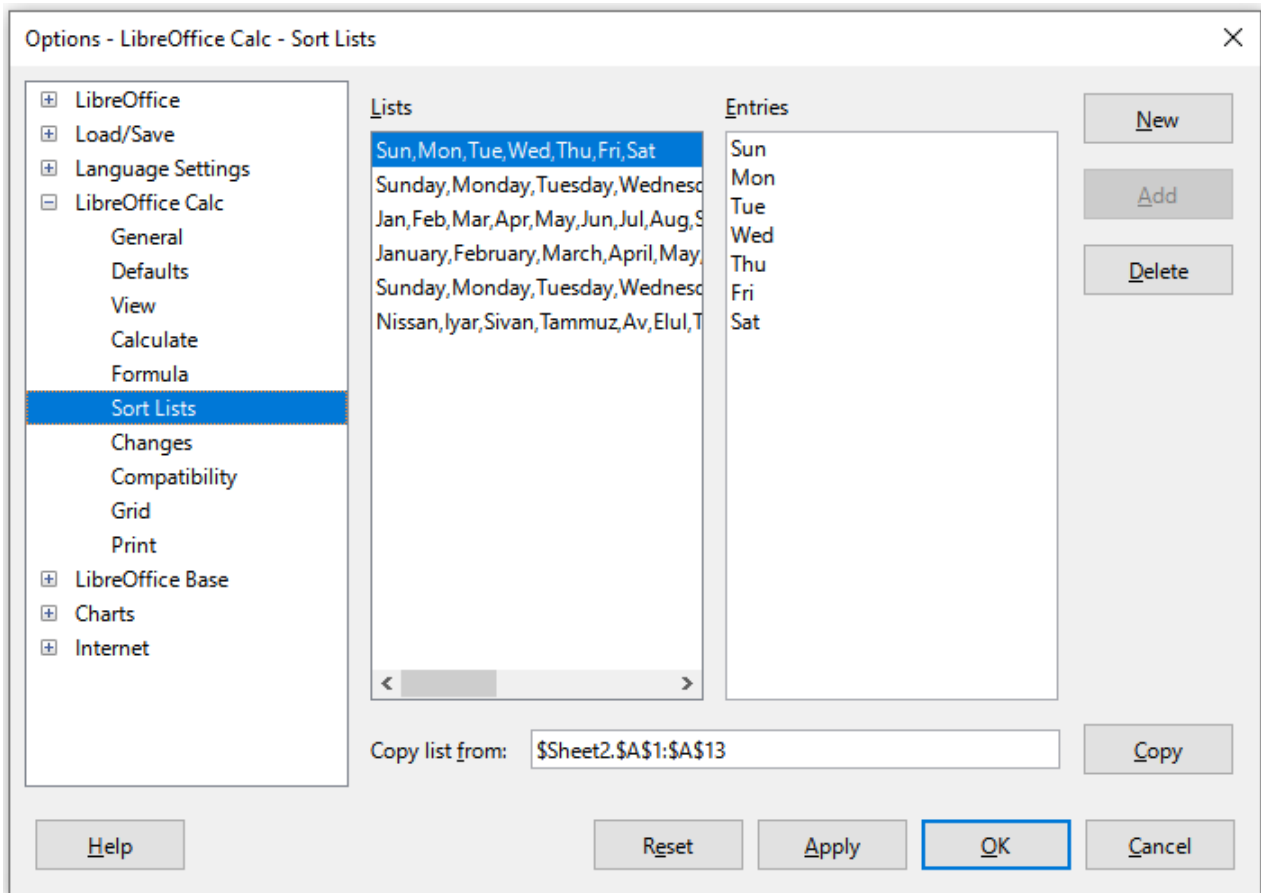 Options - LibreOffice Calc - Sort Lists
LibreOffice
Load/Save
Language Settings
LibreOffice Calc
General
Defaults
View
Calculate
Formula
Sort Lists
Changes
Compatibility
Grid
Print
LibreOffice Base
Charts
Internet
Lists
Sun,Mon,Tue,Wed,Thu,Fri,Sat
Sunday,Monday,Tuesday,Wednesd
Jan,Feb,Mar,Apr,May,Jun,Jul,Aug,S
January,February,March,April,May,
Sunday,Monday,Tuesday,Wednesd
Nissan,Iyar,Sivan,Tammuz,Av,Elul,T
Entries
Sun
Mon
Tue
Wed
Thu
Fri
Sat
New
Add
Delete
Copy list from: $Sheet2.$A$1:$A$13
Copy
Help
Reset
Apply
OK
Cancel